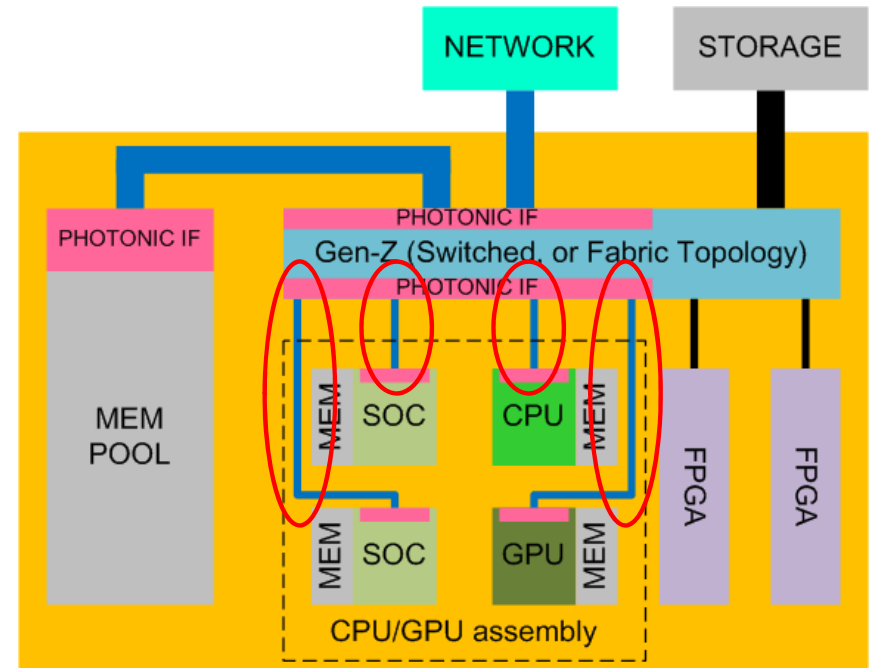 NETWORK
STORAGE
PHOTONIC IF
PHOTONIC IF
Gen-Z (Switched, or Fabric Topology)
PHOTONIC IF
MEM
POOL
MEM
SOC
CPU
MEM
FPGA
FPGA
MEM
SOC
GPU
MEM
CPU/GPU assembly